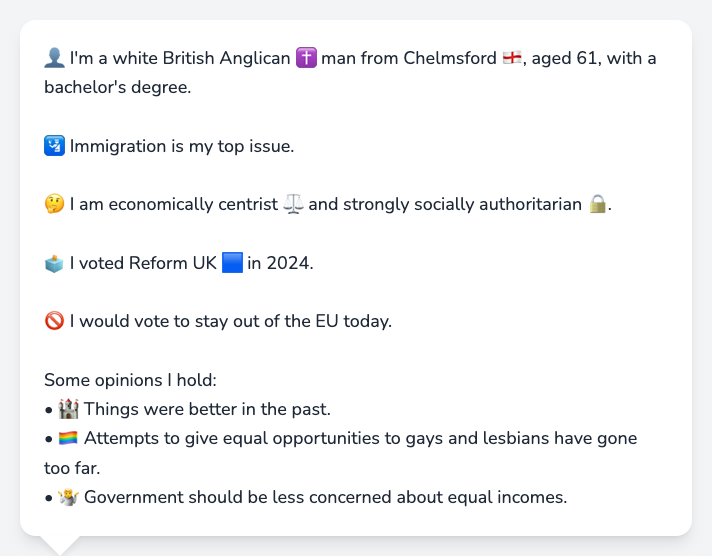 👤 I'm a white British Anglican ✝️ man from Chelmsford 🏴󠁧󠁢󠁥󠁮󠁧󠁿, aged 61, with a
bachelor's degree.
🛂 Immigration is my top issue.
🤔 I am economically centrist ⚖️ and strongly socially authoritarian 🔒.
🗳️ I voted Reform UK 🟦 in 2024.
🚫 I would vote to stay out of the EU today.
Some opinions I hold:
• 🏰 Things were better in the past.
• 🏳️‍🌈 Attempts to give equal opportunities to gays and lesbians have gone
too far.
• 🤷 Government should be less concerned about equal incomes.